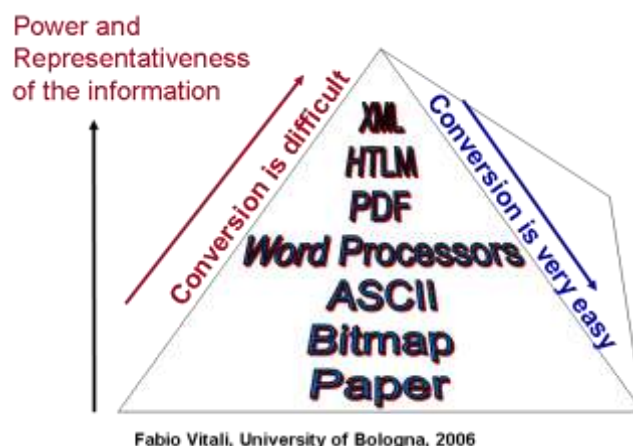 Power and
Representativeness
of the information
Conversion is difficult
Conversion is very easy
XML
HTLM
PDF
Word Processors
ASCII
Bitmap
Paper
Fabio Vitali, University of Bologna, 2006